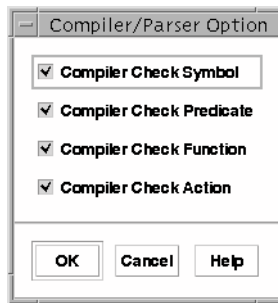 Compiler/Parser Option
Compiler Check Symbol
Compiler Check Predicate
Compiler Check Function
Compiler Check Action
OK Cancel Help